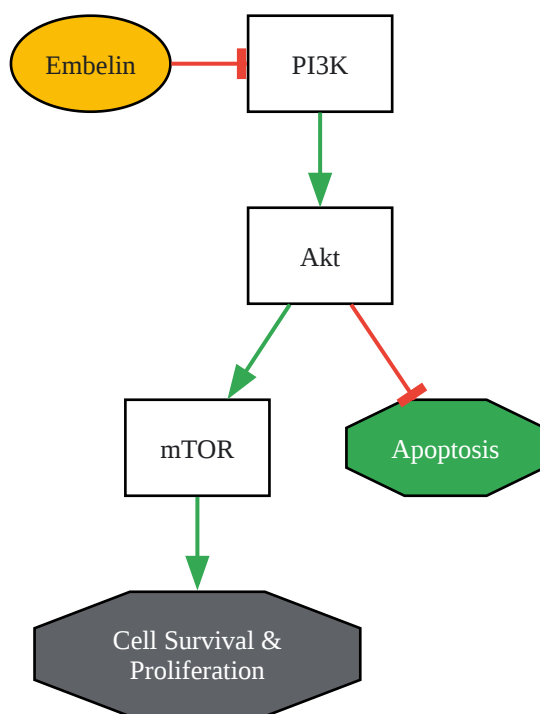 Embelin
PI3K
Akt
mTOR
Apoptosis
Cell Survival &
Proliferation